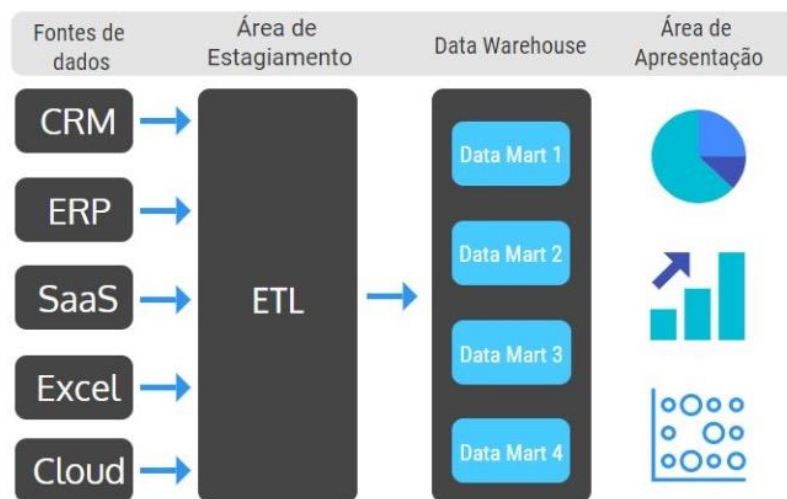 Fontes de
dados
Área de
Estagiamento
Data Warehouse
Área de
Apresentação
CRM
ERP
SaaS
Excel
Cloud
ETL
Data Mart 1
Data Mart 2
Data Mart 3
Data Mart 4